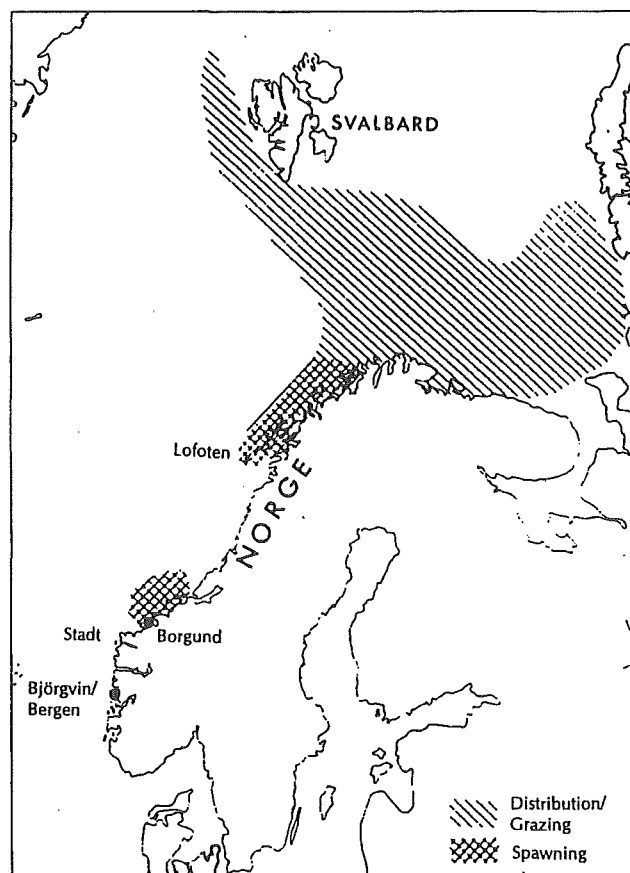 SVALBARD
Lofoten
NORGE
Stadt
Borgund
Björgvin/
Bergen
Distribution/
Grazing
Spawning